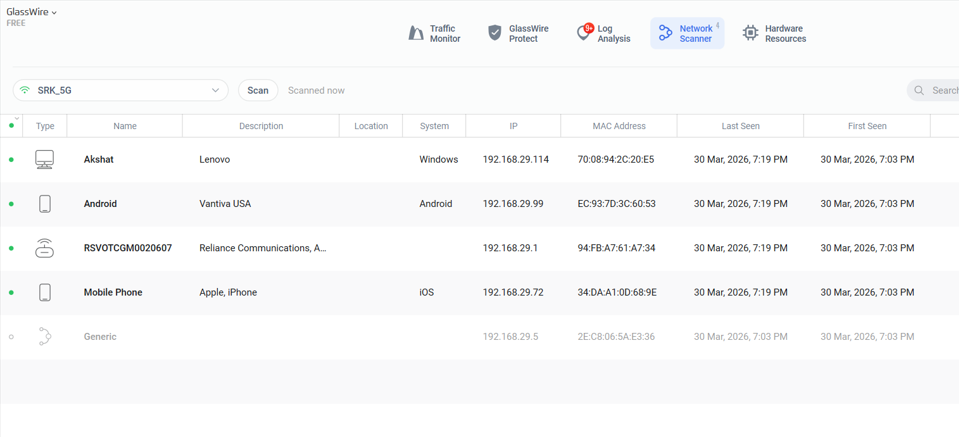 GlassWire
FREE
Traffic Monitor
GlassWire Protect
9+
Log Analysis
Network Scanner
4
Hardware Resources
SRK_5G
Scan
Scanned now
Search
Type Name Description Location System IP MAC Address Last Seen First Seen
Akshat Lenovo Windows 192.168.29.114 70:08:94:2C:20:E5 30 Mar, 2026, 7:19 PM 30 Mar, 2026, 7:03 PM
Android Vantiva USA Android 192.168.29.99 EC:93:7D:3C:60:53 30 Mar, 2026, 7:19 PM 30 Mar, 2026, 7:03 PM
RSVOTCGM0020607 Reliance Communications, A... 192.168.29.1 94:FB:A7:61:A7:34 30 Mar, 2026, 7:19 PM 30 Mar, 2026, 7:03 PM
Mobile Phone Apple, iPhone iOS 192.168.29.72 34:DA:A1:0D:68:9E 30 Mar, 2026, 7:19 PM 30 Mar, 2026, 7:03 PM
Generic 192.168.29.5 2E:C8:06:5A:E3:36 30 Mar, 2026, 7:03 PM 30 Mar, 2026, 7:03 PM